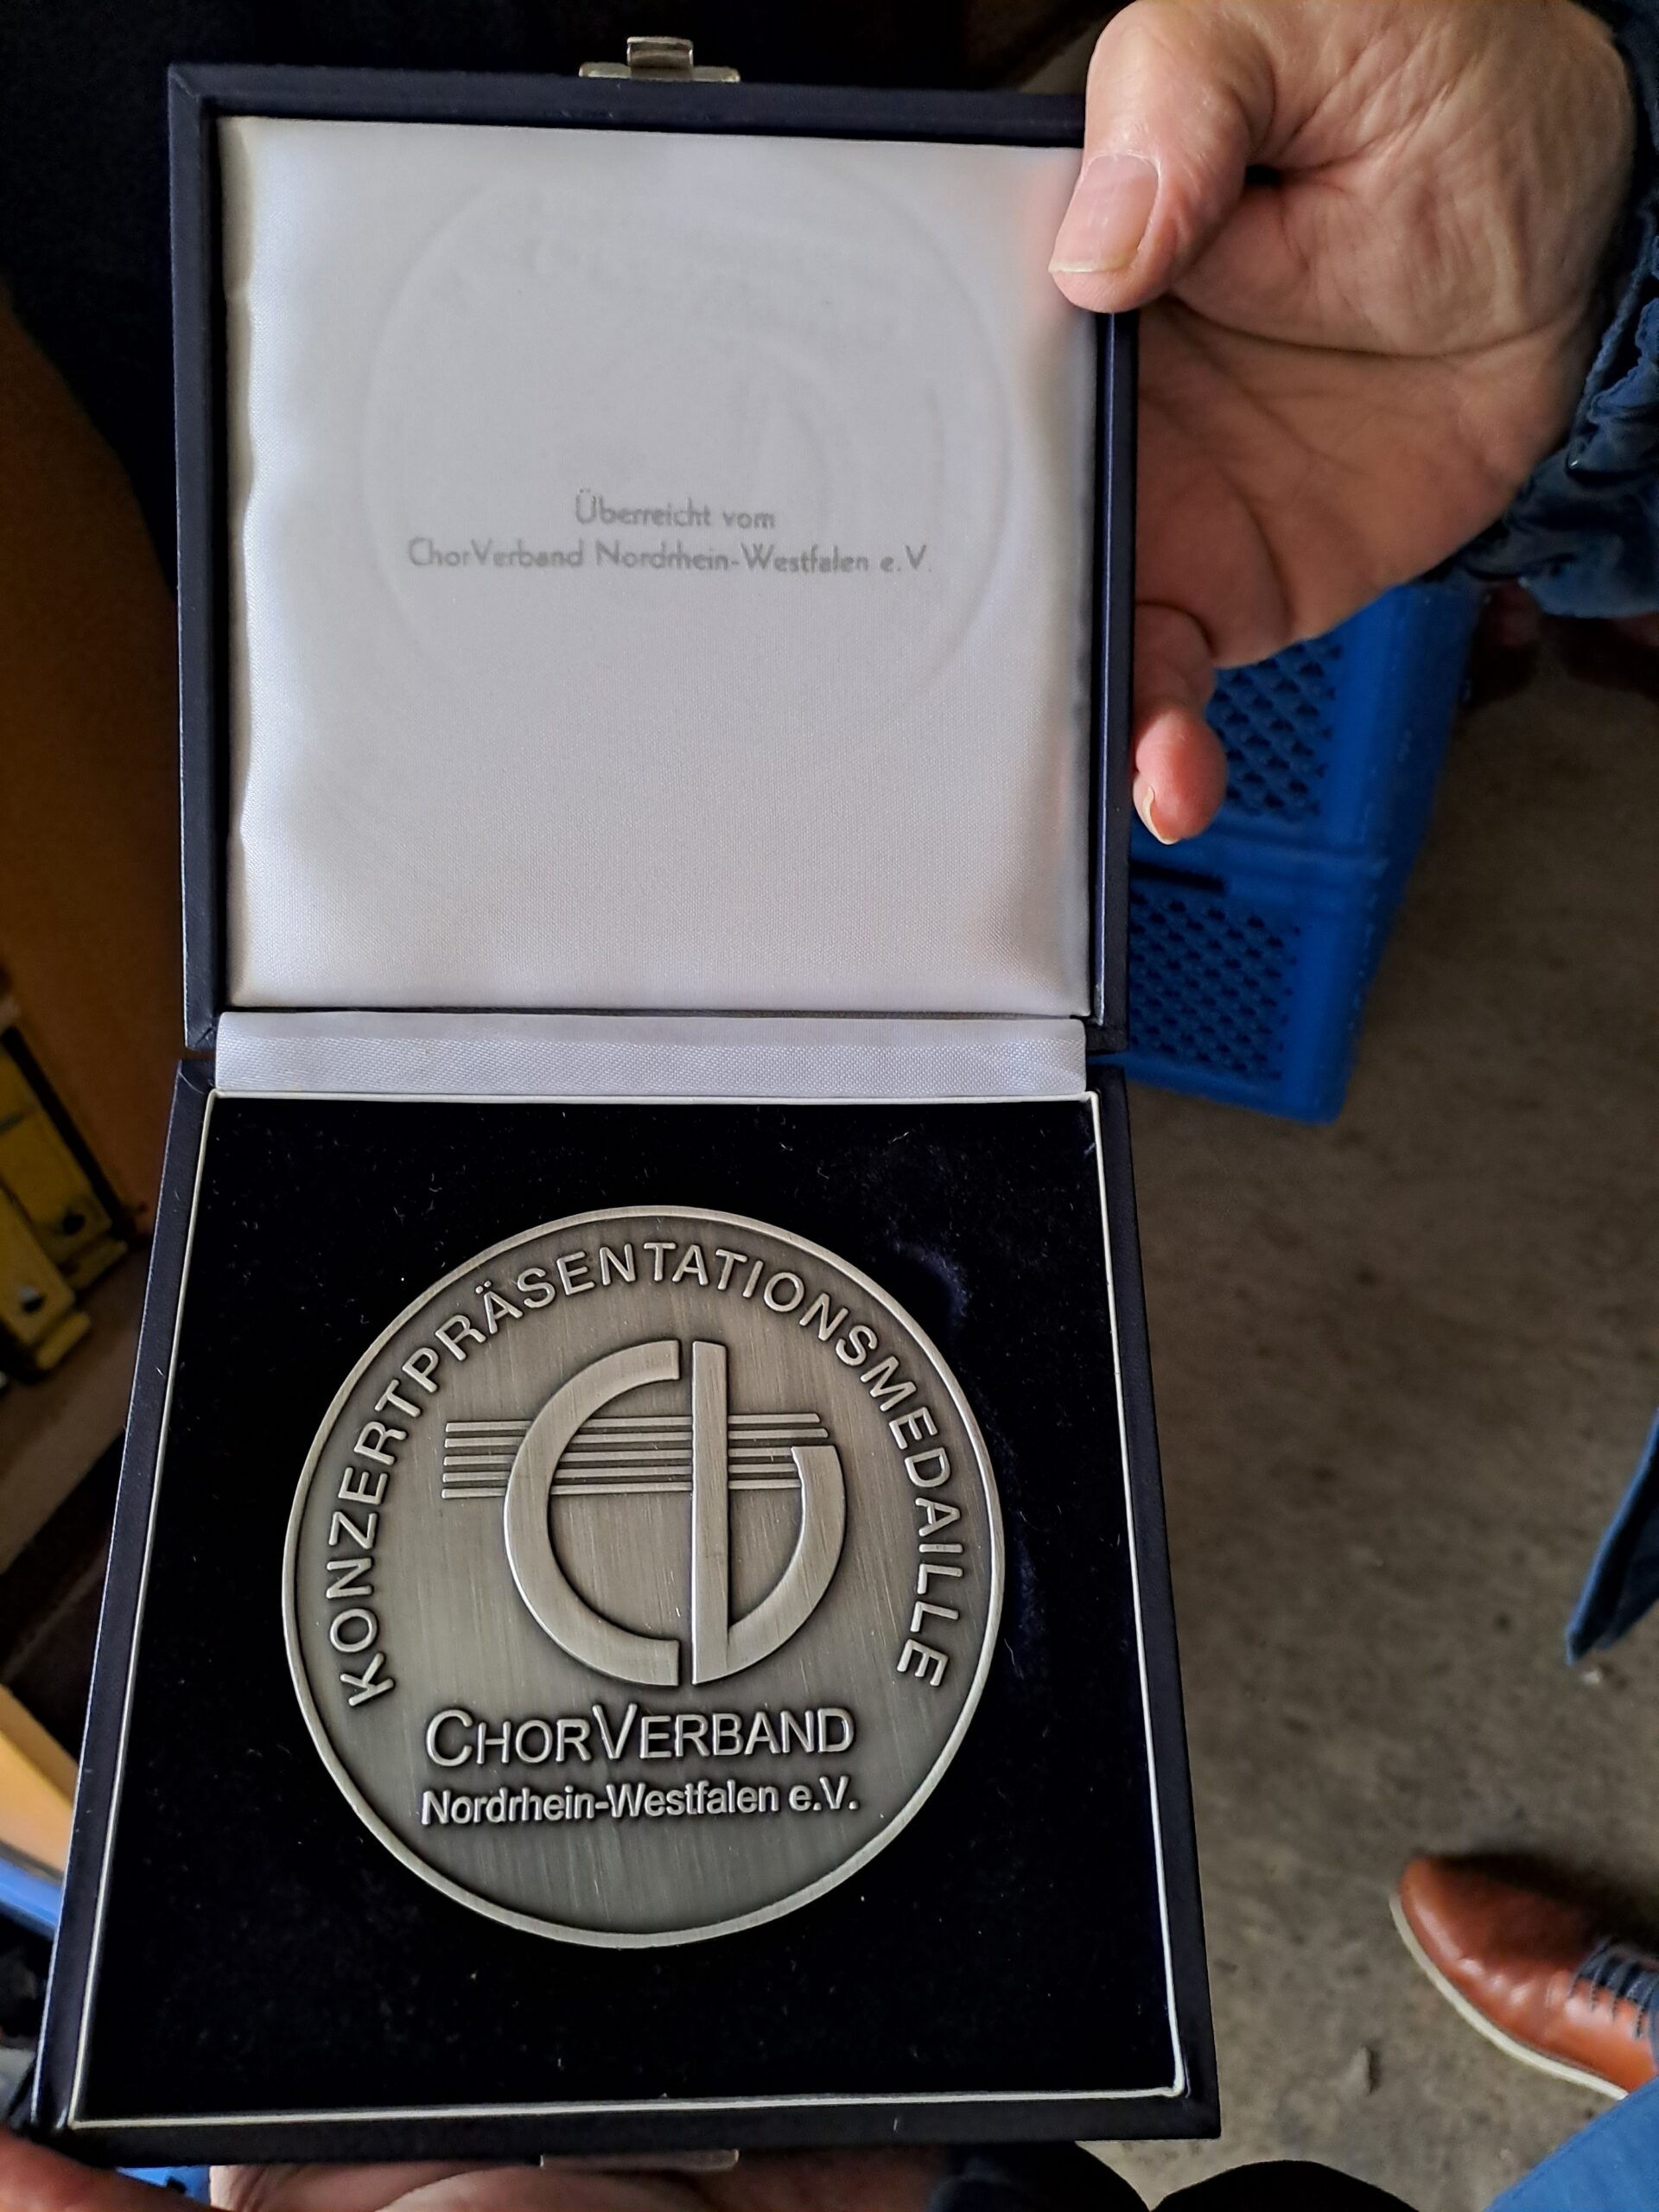 Überreicht vom
ChorVerband Nordrhein-Westfalen e.V.
KONZERTPRÄSENTATIONSMEDAILLE
CHORVERBAND
Nordrhein-Westfalen e.V.